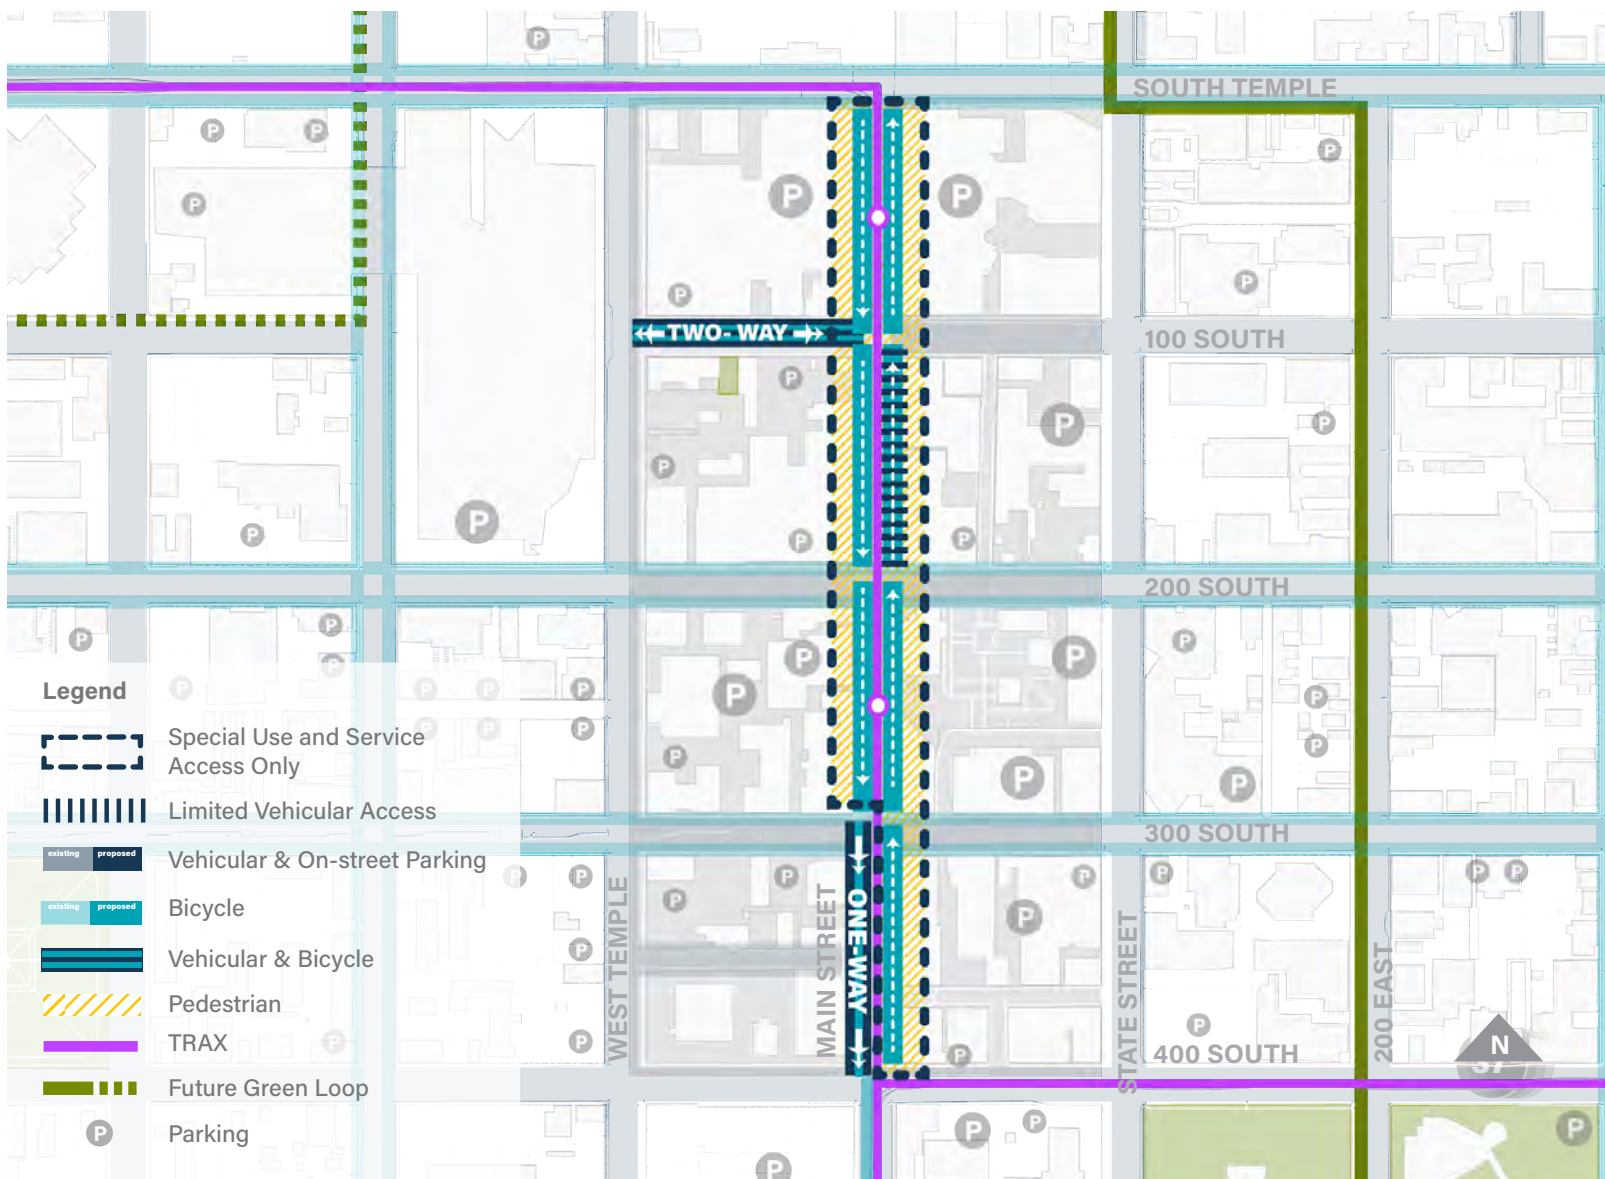 SOUTH TEMPLE
TWO-WAY
100 SOUTH
200 SOUTH
300 SOUTH
400 SOUTH
WEST TEMPLE
MAIN STREET
ONE-WAY
STATE STREET
200 EAST
N
37
Legend
Special Use and Service
Access Only
Limited Vehicular Access
existing proposed
Vehicular & On-street Parking
existing proposed
Bicycle
Vehicular & Bicycle
Pedestrian
TRAX
Future Green Loop
P
Parking